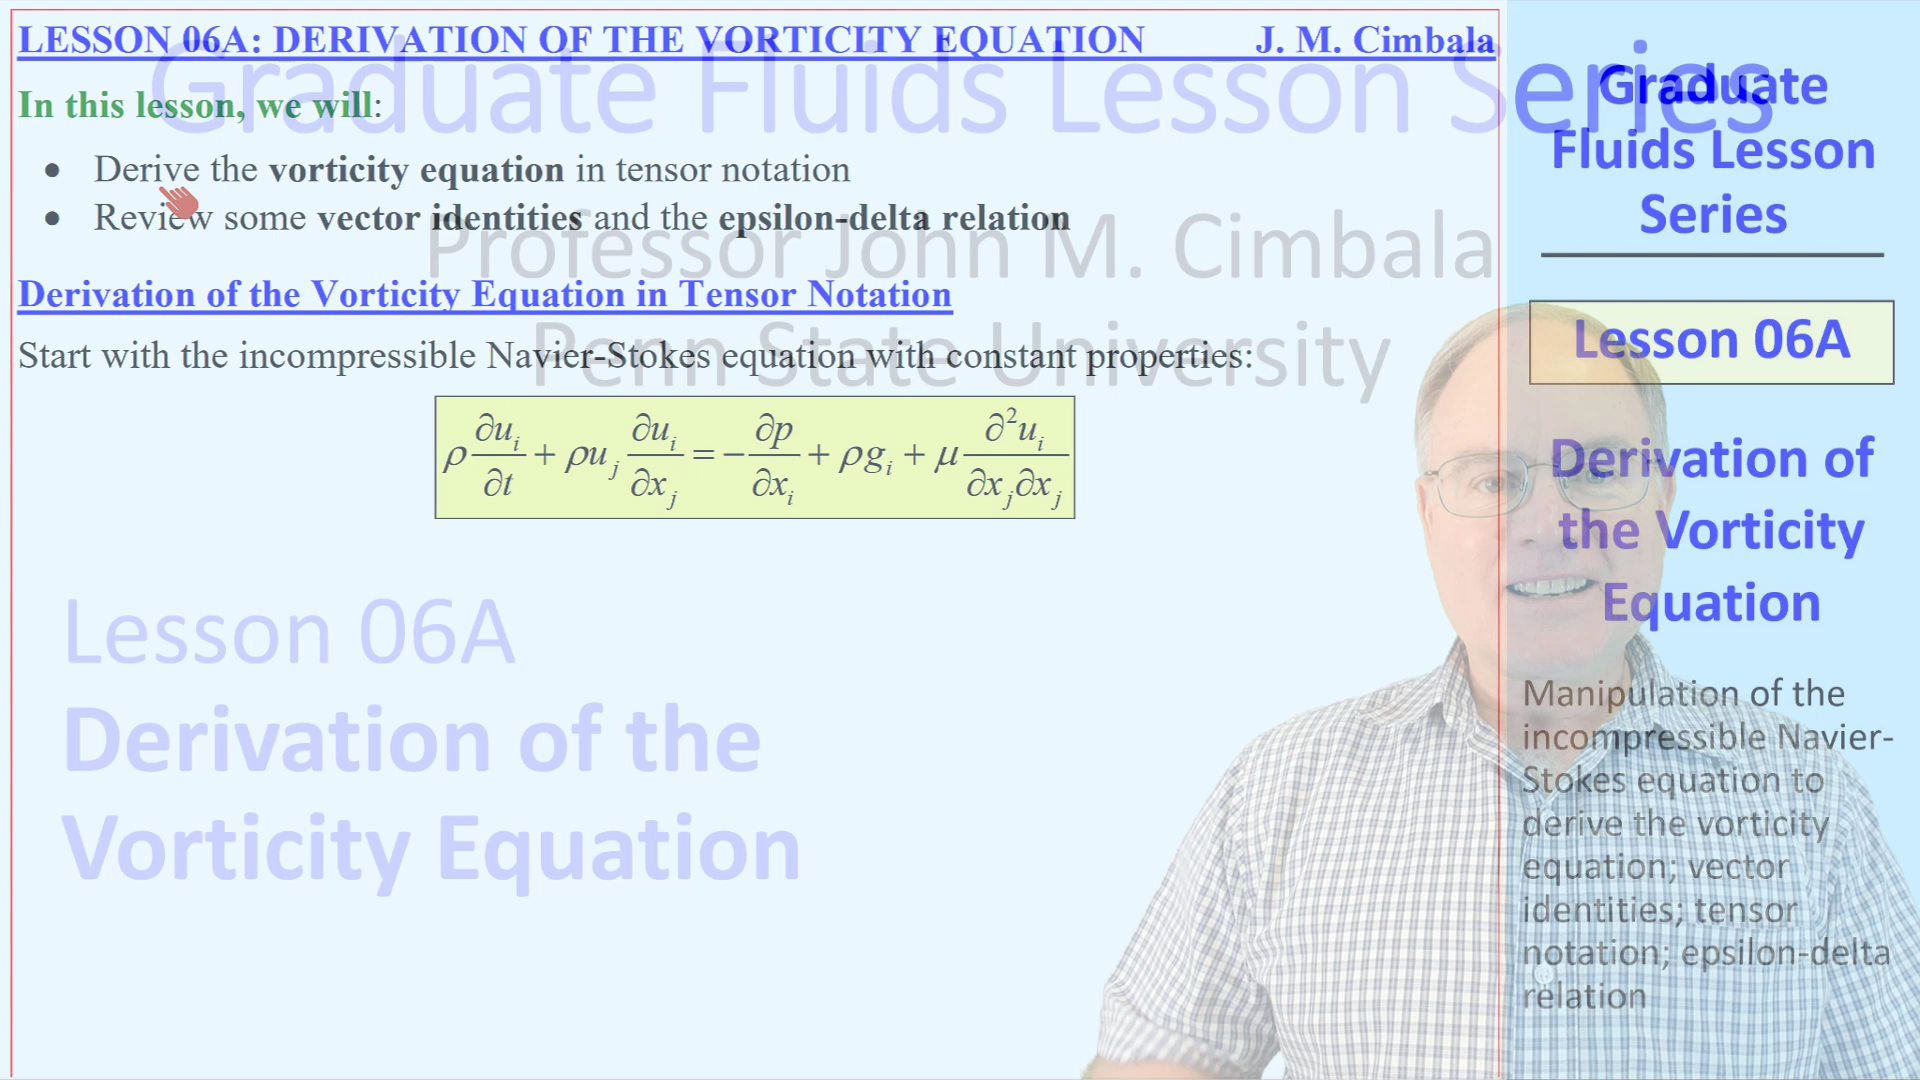 LESSON 06A: DERIVATION OF THE VORTICITY EQUATION J. M. Cimbala
In this lesson, we will:
• Derive the vorticity equation in tensor notation
• Review some vector identities and the epsilon-delta relation
Derivation of the Vorticity Equation in Tensor Notation
Start with the incompressible Navier-Stokes equation with constant properties:
ρ ∂u_i/∂t + ρu_j ∂u_i/∂x_j = −∂p/∂x_i + ρg_i + μ ∂²u_i/∂x_j∂x_j
Graduate Fluids Lesson Series
Professor John M. Cimbala
Penn State University
Lesson 06A
Derivation of the
Vorticity Equation
Graduate
Fluids Lesson
Series
Lesson 06A
Derivation of
the Vorticity
Equation
Manipulation of the
incompressible Navier-
Stokes equation to
derive the vorticity
equation; vector
identities; tensor
notation; epsilon-delta
relation